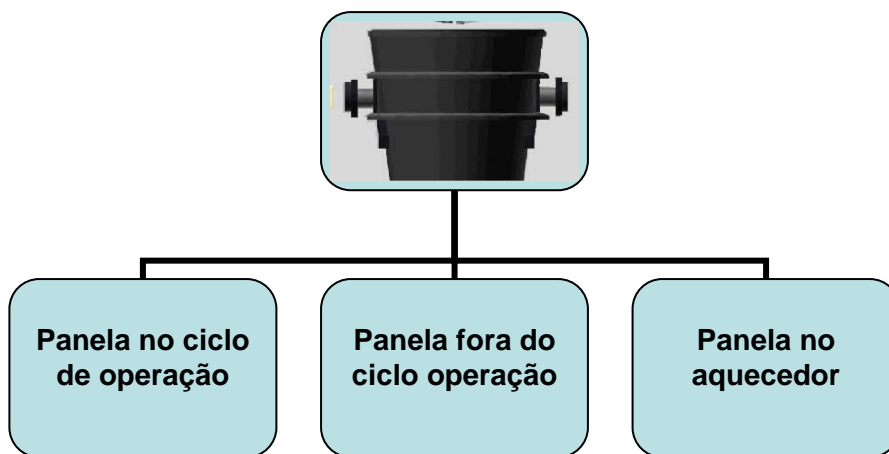 Panela no ciclo
de operação
Panela fora do
ciclo operação
Panela no
aquecedor